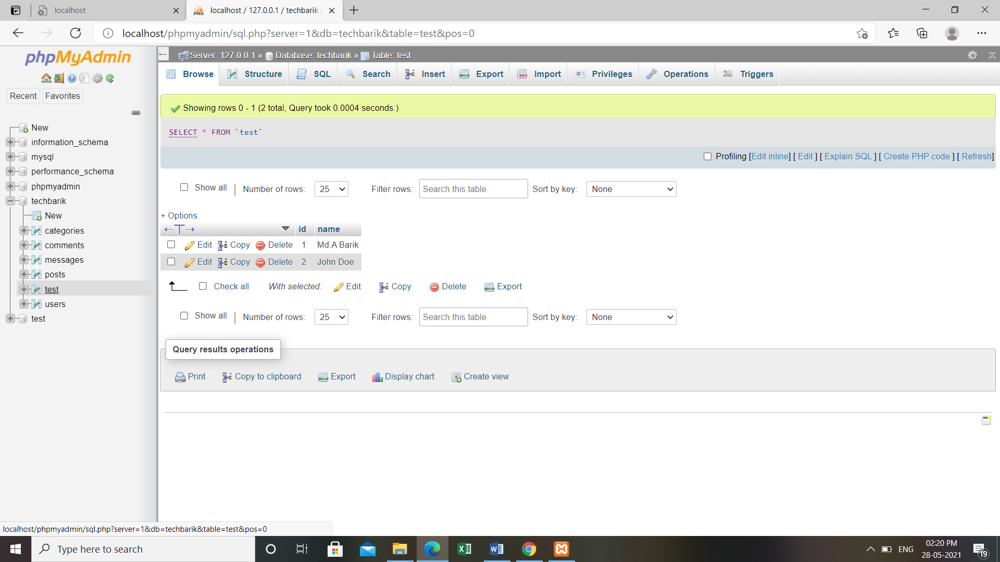 localhost
localhost / 127.0.0.1 / techbarik /
localhost/phpmyadmin/sql.php?server=1&db=techbarik&table=test&pos=0
phpMyAdmin
Recent Favorites
New
information_schema
mysql
performance_schema
phpmyadmin
techbarik
New
categories
comments
messages
posts
test
users
test
Server: 127.0.0.1 » Database: techbarik » Table: test
Browse Structure SQL Search Insert Export Import Privileges Operations Triggers
Showing rows 0 - 1 (2 total, Query took 0.0004 seconds.)
SELECT * FROM `test`
Profiling [Edit inline] [ Edit ] [ Explain SQL ] [ Create PHP code ] [ Refresh]
Show all | Number of rows: 25 Filter rows: Search this table Sort by key: None
+ Options
←T→ id name
Edit Copy Delete 1 Md.A Barik
Edit Copy Delete 2 John Doe
Check all With selected: Edit Copy Delete Export
Show all | Number of rows: 25 Filter rows: Search this table Sort by key: None
Query results operations
Print Copy to clipboard Export Display chart Create view
localhost/phpmyadmin/sql.php?server=1&db=techbarik&table=test&pos=0
Type here to search
ENG
02:20 PM
28-05-2021
19